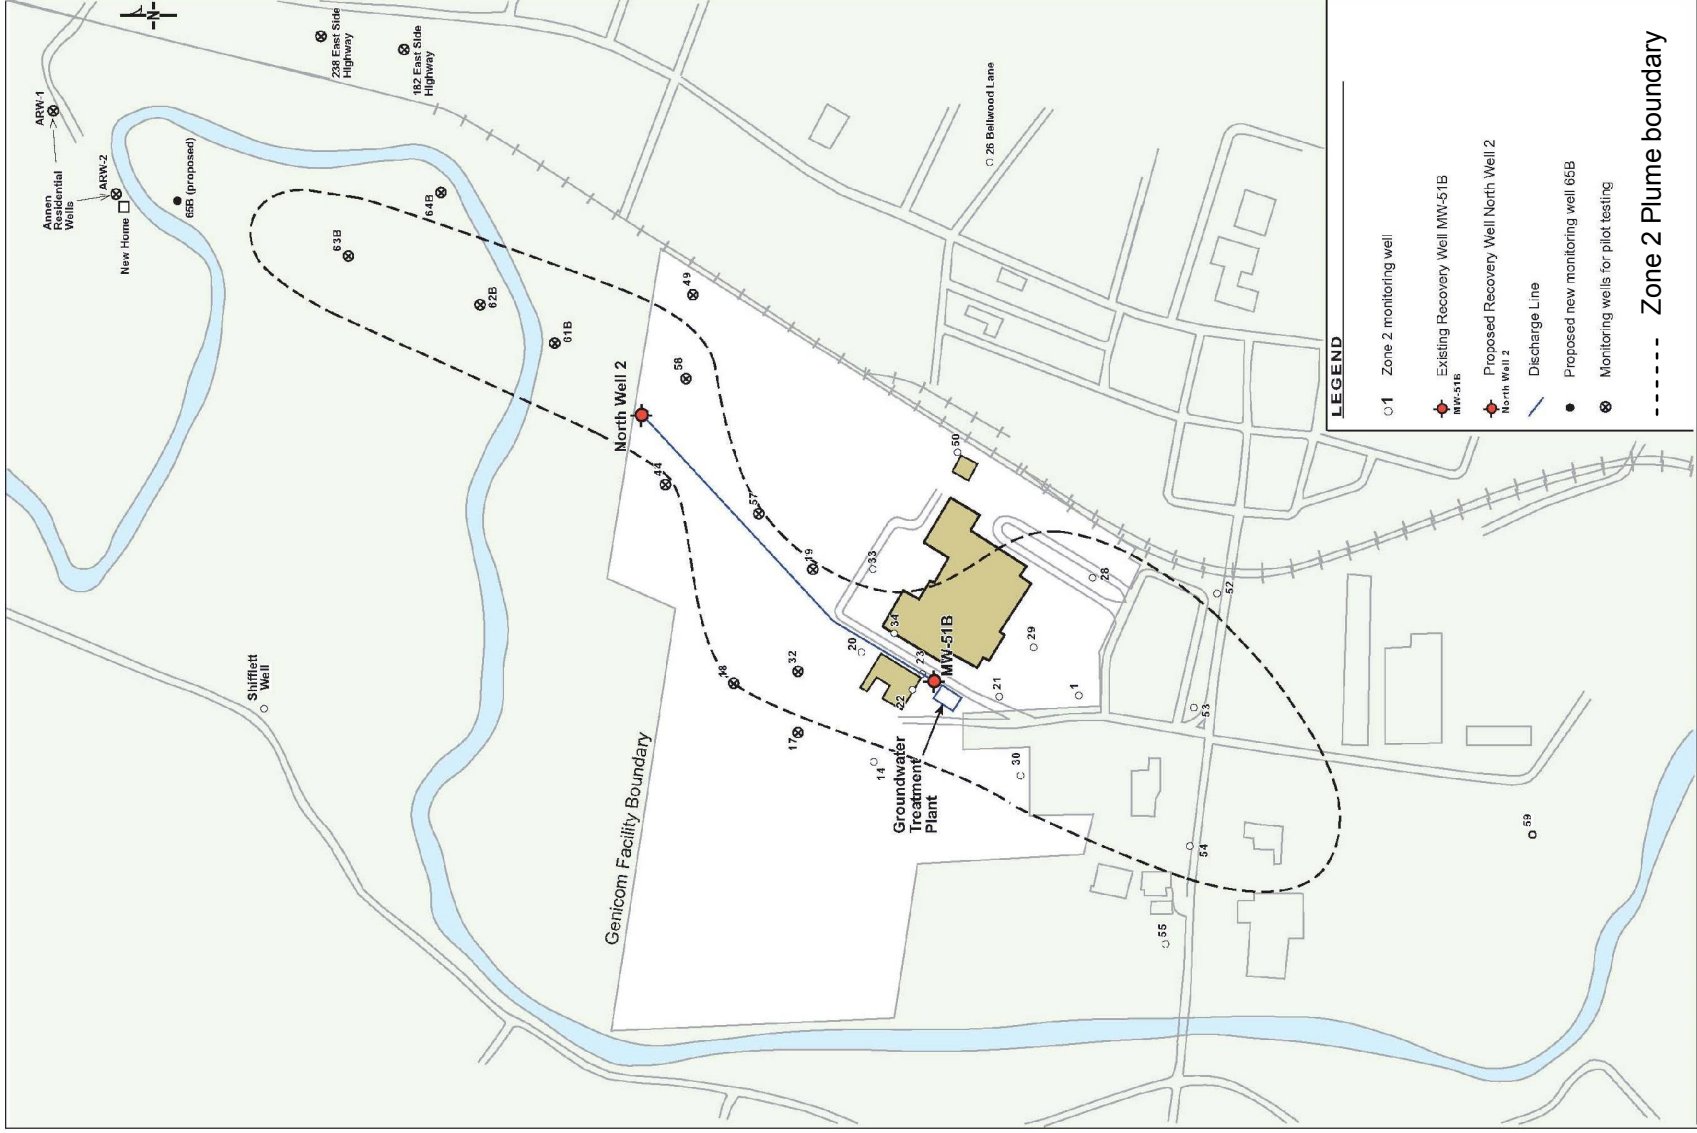 N
ARW-1
Annen
Residential
Wells
ARW-2
New Home
65B (proposed)
238 East Side
Highway
182 East Side
Highway
63B
64B
62B
61B
26 Bellwood Lane
49
58
North Well 2
44
57
19
50
33
34
20
23
MW-51B
22
21
1
29
28
18
32
17
14
30
Groundwater
Treatment
Plant
Genicom Facility Boundary
Shifflett
Well
52
53
54
55
59
LEGEND
1 Zone 2 monitoring well
MW-51B Existing Recovery Well MW-51B
North Well 2 Proposed Recovery Well North Well 2
Discharge Line
Proposed new monitoring well 65B
Monitoring wells for pilot testing
Zone 2 Plume boundary